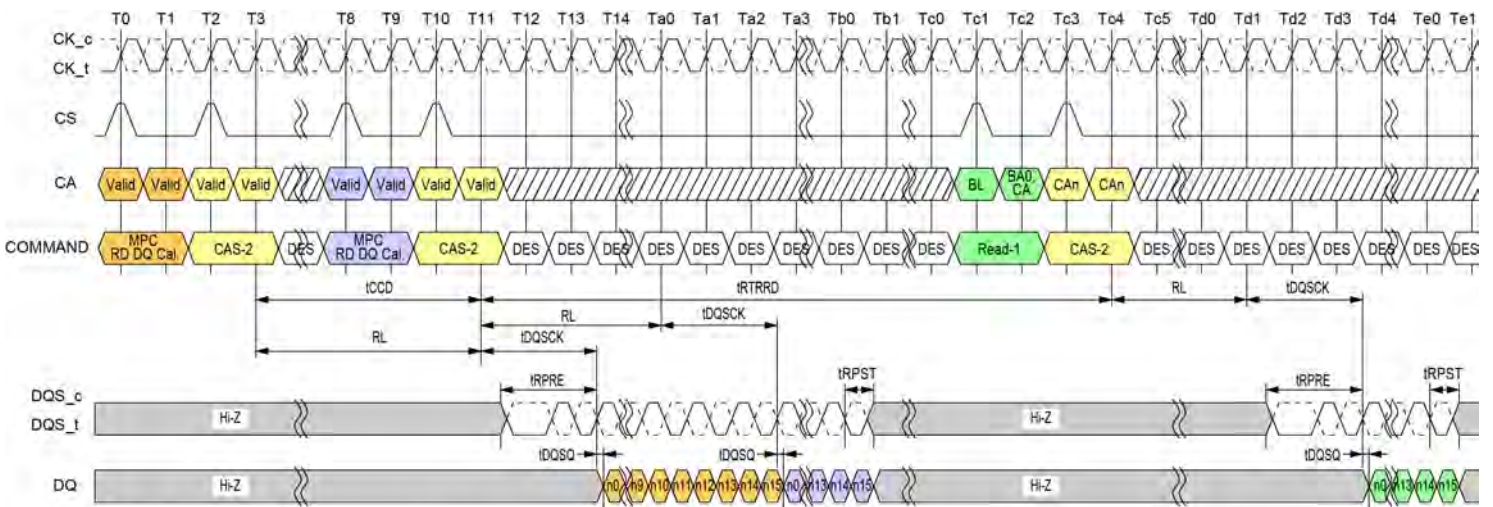 T0 T1 T2 T3 T8 T9 T10 T11 T12 T13 T14 Ta0 Ta1 Ta2 Ta3 Tb0 Tb1 Tc0 Tc1 Tc2 Tc3 Tc4 Tc5 Td0 Td1 Td2 Td3 Td4 Te0 Te1
CK_c
CK_t
CS
CA Valid Valid Valid Valid Valid Valid Valid Valid BL BA0, CA CAn CAn
COMMAND MPC RD DQ Cal. CAS-2 DES MPC RD DQ Cal. CAS-2 DES DES DES DES DES DES DES DES DES DES Read-1 CAS-2 DES DES DES DES DES DES DES DES
tCCD tRTRRD RL tDQSCK
RL tDQSCK
RL tDQSCK
tRPRE tRPST tRPRE tRPST
DQS_c
DQS_t Hi-Z Hi-Z
tDQSQ tDQSQ tDQSQ
DQ Hi-Z n0 n9 n10 n11 n12 n13 n14 n15 n0 n13 n14 n15 Hi-Z n0 n13 n14 n15